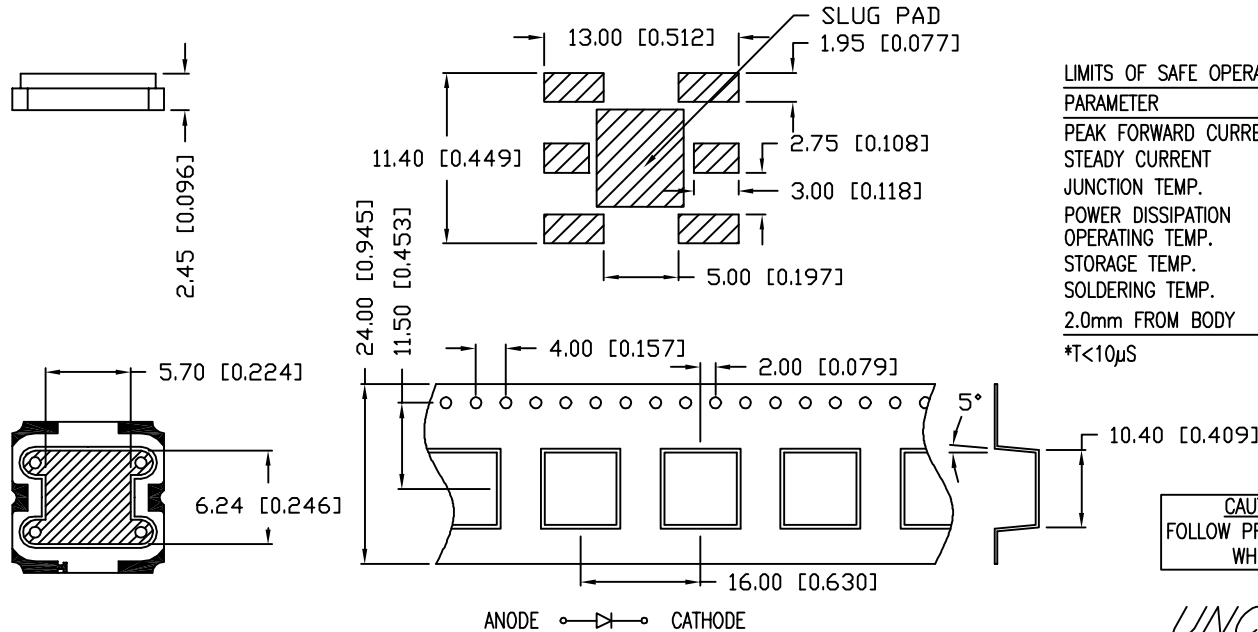 SLUG PAD
13.00 [0.512]
1.95 [0.077]
11.40 [0.449]
2.75 [0.108]
3.00 [0.118]
5.00 [0.197]
2.45 [0.096]
LIMITS OF SAFE OPERA
PARAMETER
PEAK FORWARD CURRE
STEADY CURRENT
JUNCTION TEMP.
POWER DISSIPATION
OPERATING TEMP.
STORAGE TEMP.
SOLDERING TEMP.
2.0mm FROM BODY
*T<10µS
24.00 [0.945]
11.50 [0.453]
4.00 [0.157]
2.00 [0.079]
5°
10.40 [0.409]
5.70 [0.224]
6.24 [0.246]
16.00 [0.630]
ANODE CATHODE
CAU
FOLLOW PR
WH